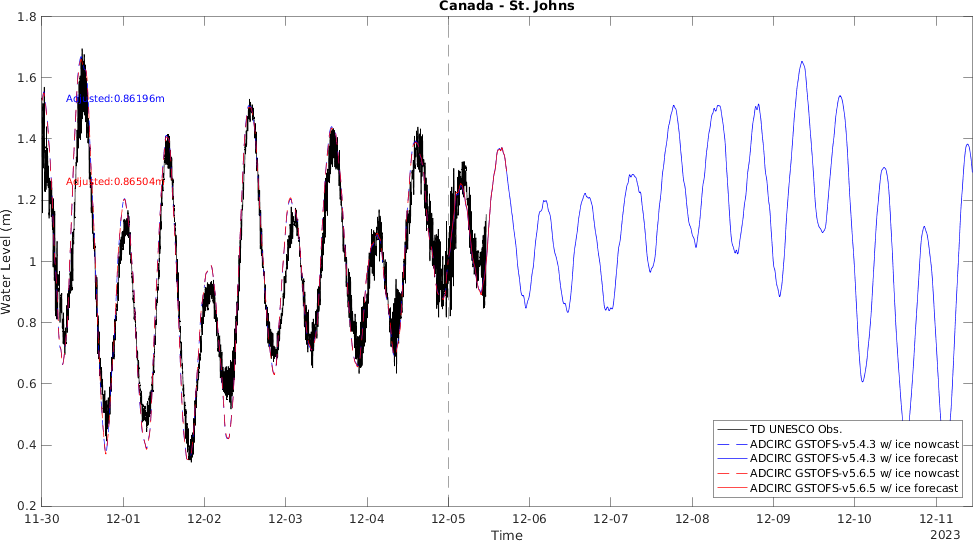 Canada - St. Johns
1.8
1.6
1.4
1.2
1
0.8
0.6
0.4
0.2
Water Level (m)
Adjusted:0.86196m
Adjusted:0.86504m
TD UNESCO Obs.
ADCIRC GSTOFS-v5.4.3 w/ ice nowcast
ADCIRC GSTOFS-v5.4.3 w/ ice forecast
ADCIRC GSTOFS-v5.6.5 w/ ice nowcast
ADCIRC GSTOFS-v5.6.5 w/ ice forecast
11-30 12-01 12-02 12-03 12-04 12-05 12-06 12-07 12-08 12-09 12-10 12-11
Time 2023